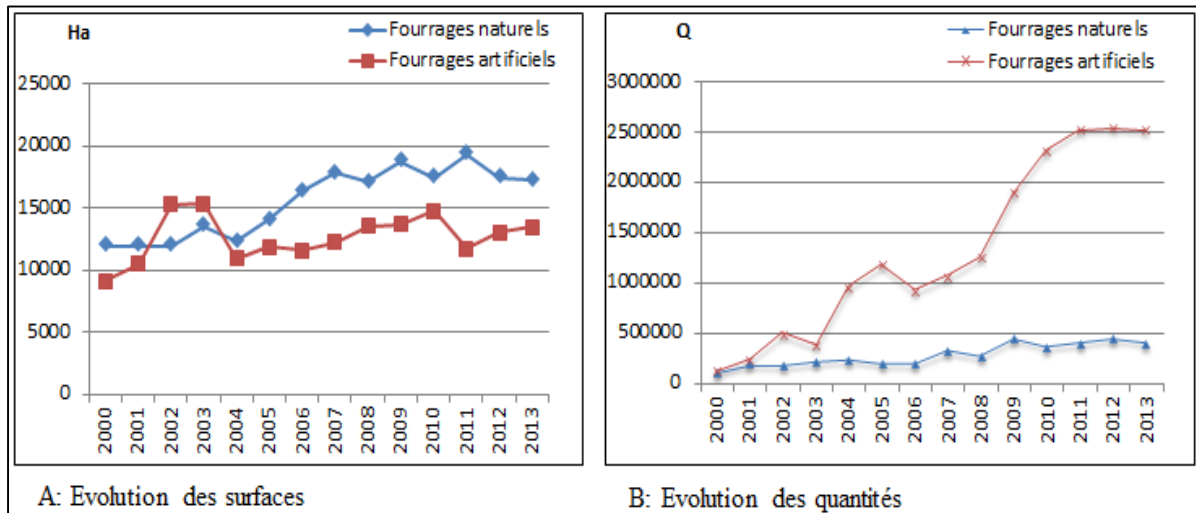 Ha
Fourrages naturels
Fourrages artificiels
25000
20000
15000
10000
5000
0
2000 2001 2002 2003 2004 2005 2006 2007 2008 2009 2010 2011 2012 2013
A: Evolution des surfaces
Q
Fourrages naturels
Fourrages artificiels
3000000
2500000
2000000
1500000
1000000
500000
0
2000 2001 2002 2003 2004 2005 2006 2007 2008 2009 2010 2011 2012 2013
B: Evolution des quantités